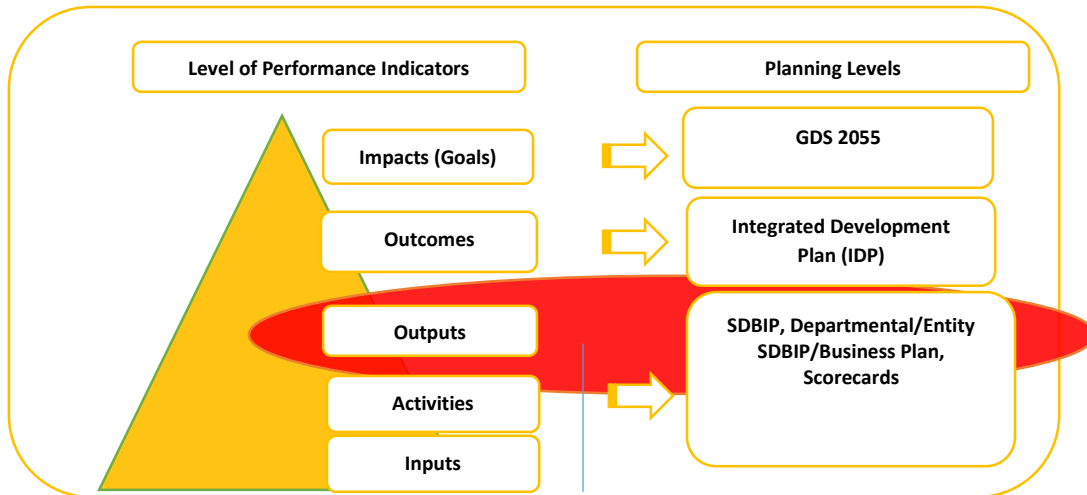 Level of Performance Indicators
Planning Levels
Impacts (Goals)
GDS 2055
Outcomes
Integrated Development
Plan (IDP)
Outputs
SDBIP, Departmental/Entity
SDBIP/Business Plan,
Scorecards
Activities
Inputs